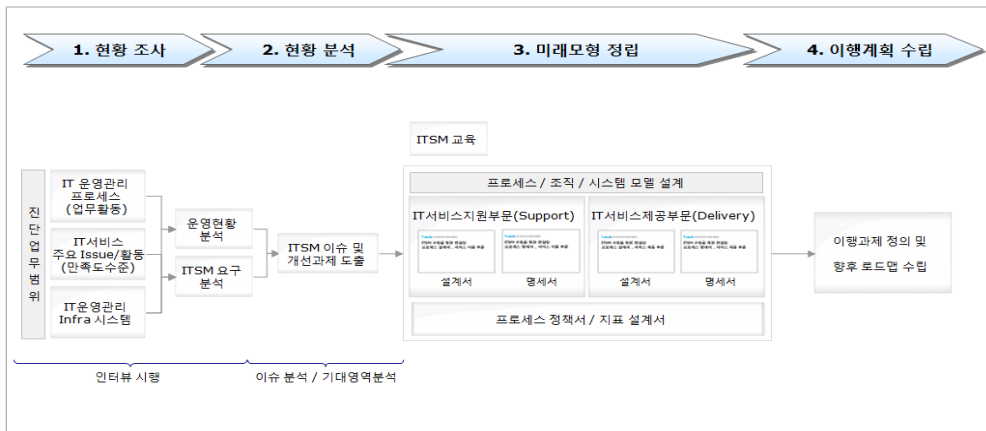 1. 현황 조사
2. 현황 분석
3. 미래모형 정립
4. 이행계획 수립
ITSM 교육
진단업무범위
IT 운영관리
프로세스
(업무활동)
IT서비스
주요 Issue/활동
(만족도수준)
IT운영관리
Infra 시스템
운영현황
분석
ITSM 요구
분석
ITSM 이슈 및
개선과제 도출
프로세스 / 조직 / 시스템 모델 설계
IT서비스지원부문(Support)
설계서
명세서
IT서비스제공부문(Delivery)
설계서
명세서
프로세스 정책서 / 지표 설계서
이행과제 정의 및
향후 로드맵 수립
인터뷰 시행
이슈 분석 / 기대영역분석